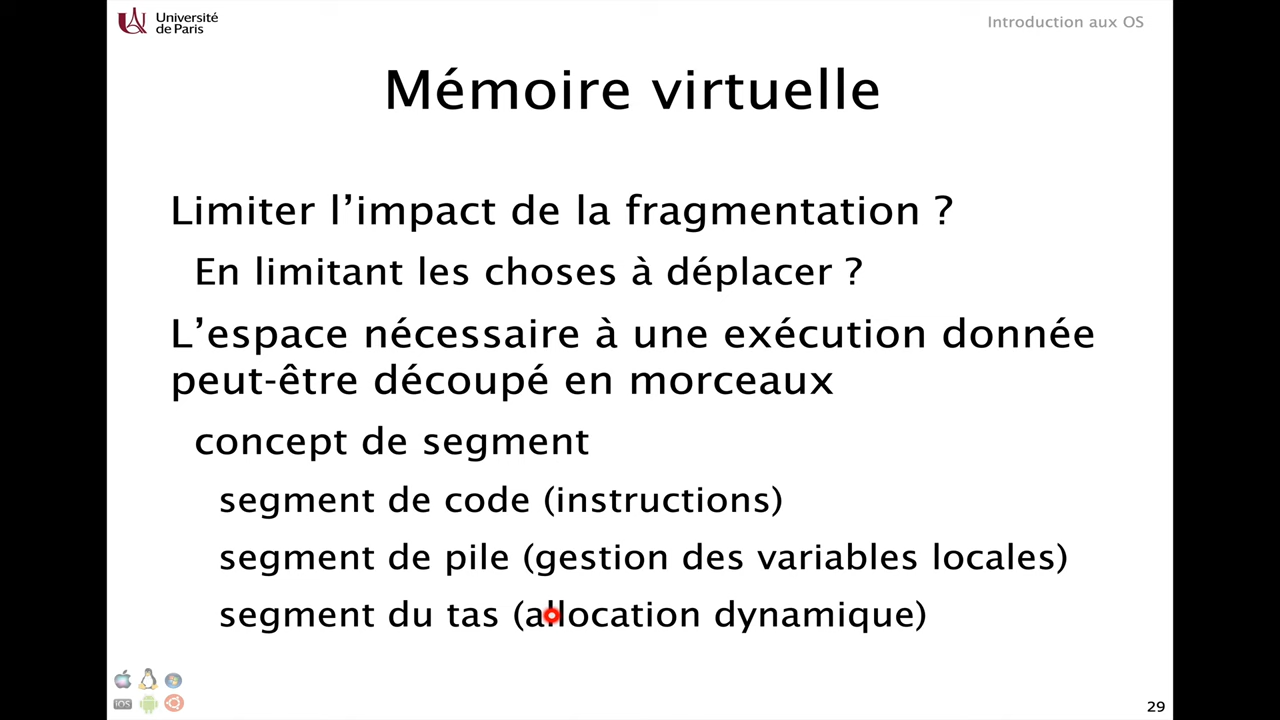 Université
de Paris
Introduction aux OS
Mémoire virtuelle
Limiter l’impact de la fragmentation ?
En limitant les choses à déplacer ?
L’espace nécessaire à une exécution donnée
peut-être découpé en morceaux
concept de segment
segment de code (instructions)
segment de pile (gestion des variables locales)
segment du tas (allocation dynamique)
iOS
29